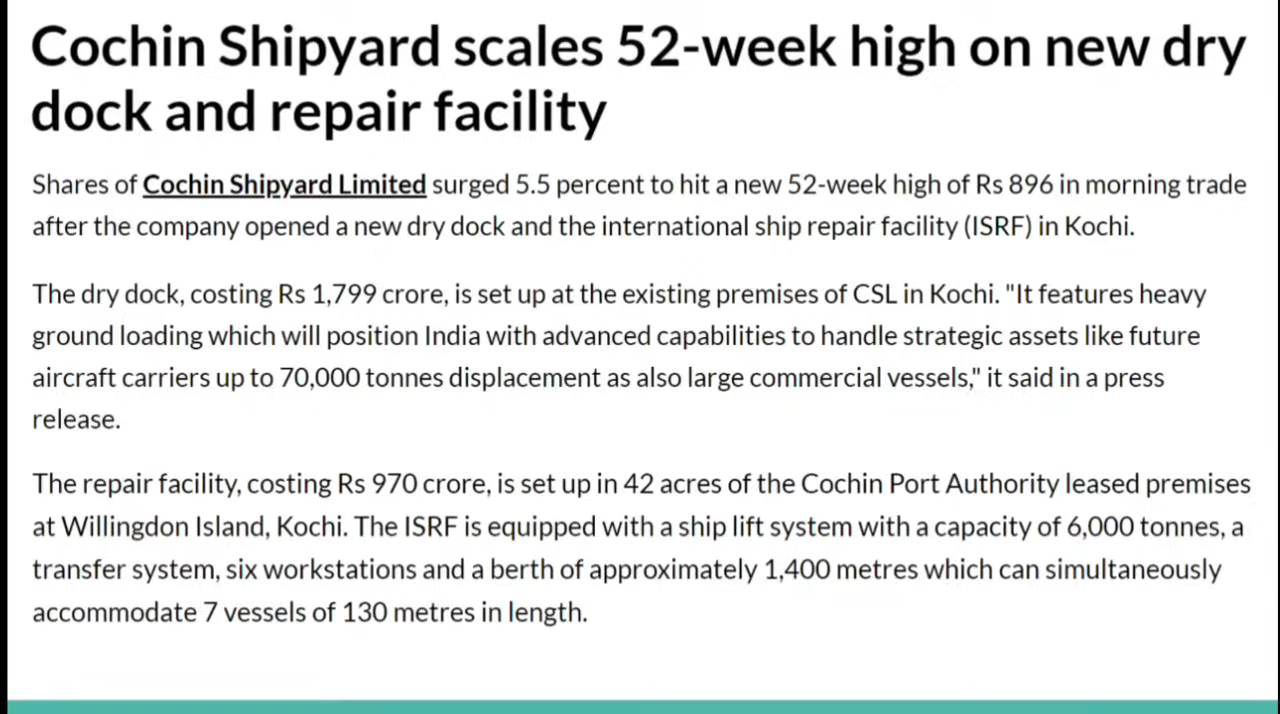 Cochin Shipyard scales 52-week high on new dry
dock and repair facility
Shares of Cochin Shipyard Limited surged 5.5 percent to hit a new 52-week high of Rs 896 in morning trade
after the company opened a new dry dock and the international ship repair facility (ISRF) in Kochi.
The dry dock, costing Rs 1,799 crore, is set up at the existing premises of CSL in Kochi. "It features heavy
ground loading which will position India with advanced capabilities to handle strategic assets like future
aircraft carriers up to 70,000 tonnes displacement as also large commercial vessels," it said in a press
release.
The repair facility, costing Rs 970 crore, is set up in 42 acres of the Cochin Port Authority leased premises
at Willingdon Island, Kochi. The ISRF is equipped with a ship lift system with a capacity of 6,000 tonnes, a
transfer system, six workstations and a berth of approximately 1,400 metres which can simultaneously
accommodate 7 vessels of 130 metres in length.